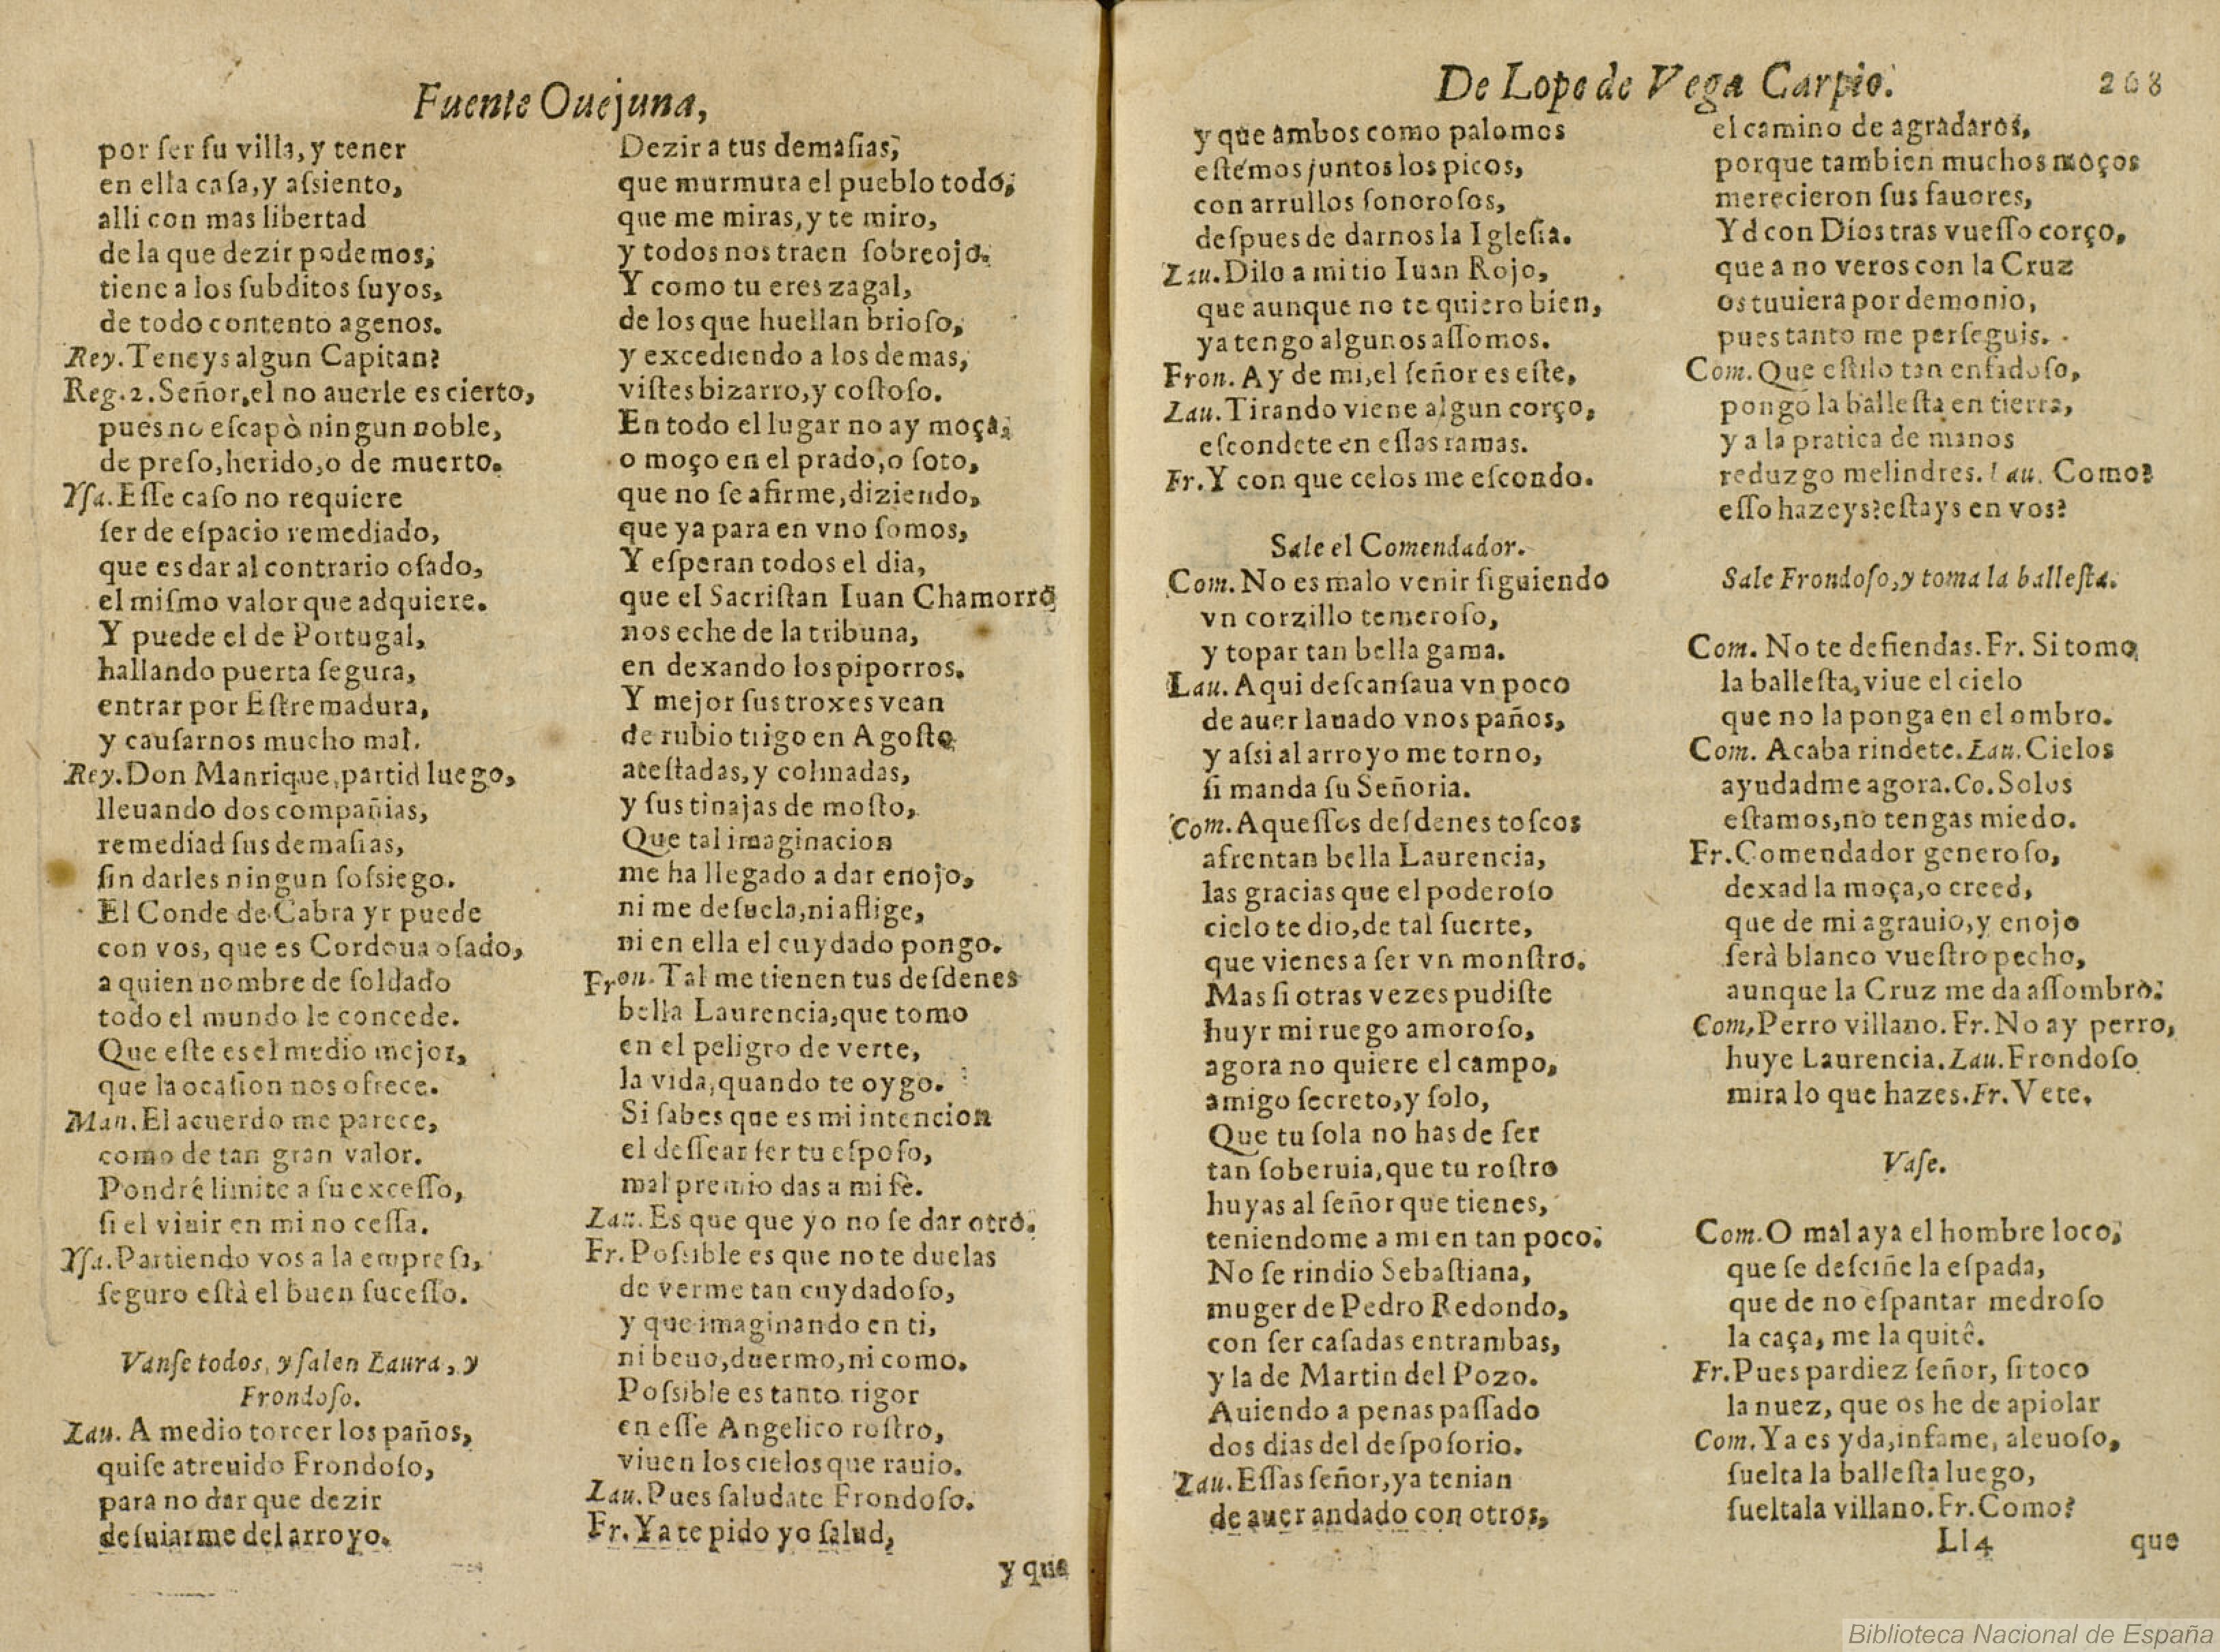 Fuente Ouejuna,
por ſer ſu villa, y tener
en ella caſa, y aſsiento,
alli con mas libertad
de la que dezir podemos,
tiene a los ſubditos ſuyos,
de todo contento agenos.
Rey. Teneys algun Capitan?
Reg. 2. Señor, el no auerle es cierto,
pues no eſcapò ningun noble,
de preſo, herido, o de muerto.
Yſa. Eſſe caſo no requiere
ſer de eſpacio remediado,
que es dar al contrario oſado,
el miſmo valor que adquiere.
Y puede el de Portugal,
hallando puerta ſegura,
entrar por Eſtremadura,
y cauſarnos mucho mal.
Rey. Don Manrique, partid luego,
lleuando dos compañias,
remediad ſus demaſias,
ſin darles ningun ſoſsiego.
El Conde de Cabra yr puede
con vos, que es Cordoua oſado,
a quien nombre de ſoldado
todo el mundo le concede.
Que eſte es el medio mejor,
que la ocaſion nos ofrece.
Man. El acuerdo me parece,
como de tan gran valor.
Pondrè limite a ſu exceſſo,
ſi el viuir en mi no ceſſa.
Yſa. Partiendo vos a la empreſa,
ſeguro eſtà el buen ſuceſſo.
Vanſe todos, y ſalen Laura, y
Frondoſo.
Lau. A medio torcer los paños,
quiſe atreuido Frondoſo,
para no dar que dezir
deſuiarme del arroyo.
Dezir a tus demaſias,
que murmura el pueblo todo,
que me miras, y te miro,
y todos nos traen ſobreojo.
Y como tu eres zagal,
de los que huellan brioſo,
y excediendo a los demas,
viſtes bizarro, y coſtoſo.
En todo el lugar no ay moça,
o moço en el prado, o ſoto,
que no ſe afirme, diziendo,
que ya para en vno ſomos,
Y eſperan todos el dia,
que el Sacriſtan Iuan Chamorro
nos eche de la tribuna,
en dexando los piporros.
Y mejor ſus troxes vean
de rubio trigo en Agoſto
ateſtadas, y colmadas,
y ſus tinajas de moſto,
Que tal imaginacion
me ha llegado a dar enojo,
ni me deſuela, ni aflige,
ni en ella el cuydado pongo.
Fron. Tal me tienen tus deſdenes
bella Laurencia, que tomo
en el peligro de verte,
la vida, quando te oygo.
Si ſabes que es mi intencion
el deſſear ſer tu eſpoſo,
mal premio das a mi fè.
Lau. Es que que yo no ſe dar otro.
Fr. Poſsible es que no te duelas
de verme tan cuydadoſo,
y que imaginando en ti,
ni beuo, duermo, ni como.
Poſsible es tanto rigor
en eſſe Angelico roſtro,
viuen los cielos que rauio.
Lau. Pues ſaludate Frondoſo.
Fr. Ya te pido yo ſalud,
y que
De Lope de Vega Carpio. 268
y que ambos como palomos
eſtèmos juntos los picos,
con arrullos ſonoroſos,
deſpues de darnos la Igleſia.
Lau. Dilo a mi tio Iuan Rojo,
que aunque no te quiero bien,
ya tengo algunos aſſomos.
Fron. Ay de mi, el ſeñor es eſte,
Lau. Tirando viene algun corço,
eſcondete en eſſas ramas.
Fr. Y con que celos me eſcondo.
Sale el Comendador.
Com. No es malo venir ſiguiendo
vn corzillo temeroſo,
y topar tan bella gama.
Lau. Aqui deſcanſaua vn poco
de auer lauado vnos paños,
y aſsi al arroyo me torno,
ſi manda ſu Señoria.
Com. Aqueſſos deſdenes toſcos
afrentan bella Laurencia,
las gracias que el poderoſo
cielo te dio, de tal ſuerte,
que vienes a ſer vn monſtro.
Mas ſi otras vezes pudiſte
huyr mi ruego amoroſo,
agora no quiere el campo,
amigo ſecreto, y ſolo,
Que tu ſola no has de ſer
tan ſoberuia, que tu roſtro
huyas al ſeñor que tienes,
teniendome a mi en tan poco.
No ſe rindio Sebaſtiana,
muger de Pedro Redondo,
con ſer caſadas entrambas,
y la de Martin del Pozo.
Auiendo a penas paſſado
dos dias del deſpoſorio.
Lau. Eſſas ſeñor, ya tenian
de auer andado con otros,
el camino de agradaros,
porque tambien muchos moços
merecieron ſus fauores,
Yd con Dios tras vueſſo corço,
que a no veros con la Cruz
os tuuiera por demonio,
pues tanto me perſeguis.
Com. Que eſtilo tan enfadoſo,
pongo la balleſta en tierra,
y a la pratica de manos
reduzgo melindres. Lau. Como?
eſſo hazeys? eſtays en vos?
Sale Frondoſo, y toma la balleſta.
Com. No te defiendas. Fr. Si tomo
la balleſta, viue el cielo
que no la ponga en el ombro.
Com. Acaba rindete. Lau. Cielos
ayudadme agora. Co. Solos
eſtamos, no tengas miedo.
Fr. Comendador generoſo,
dexad la moça, o creed,
que de mi agrauio, y enojo
ſerà blanco vueſtro pecho,
aunque la Cruz me da aſſombro.
Com. Perro villano. Fr. No ay perro,
huye Laurencia. Lau. Frondoſo
mira lo que hazes. Fr. Vete.
Vaſe.
Com. O mal aya el hombre loco,
que ſe deſciñe la eſpada,
que de no eſpantar medroſo
la caça, me la quitè.
Fr. Pues pardiez ſeñor, ſi toco
la nuez, que os he de apiolar
Com. Ya es yda, infame, aleuoſo,
ſuelta la balleſta luego,
ſueltala villano. Fr. Como?
Ll4 que
Biblioteca Nacional de España